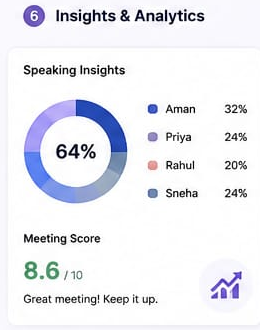 6 Insights & Analytics
Speaking Insights
64%
Aman 32%
Priya 24%
Rahul 20%
Sneha 24%
Meeting Score
8.6 / 10
Great meeting! Keep it up.